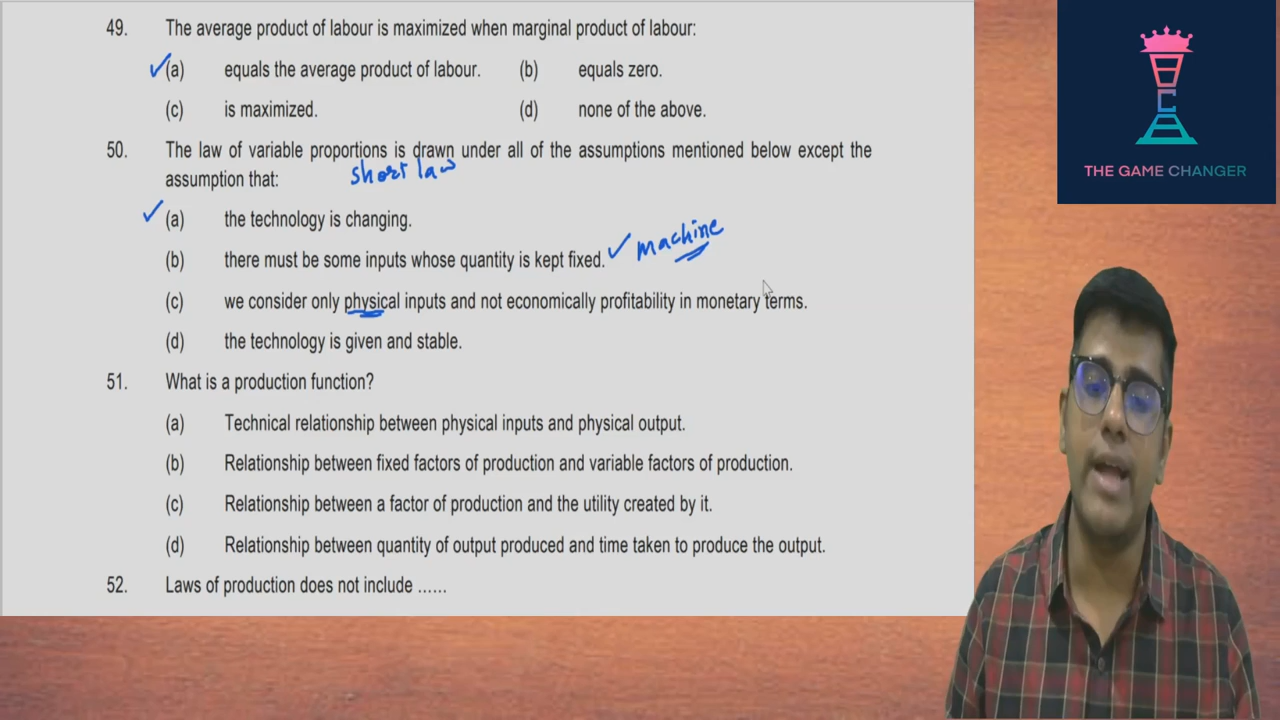 49. The average product of labour is maximized when marginal product of labour:
(a) equals the average product of labour. (b) equals zero.
(c) is maximized. (d) none of the above.
50. The law of variable proportions is drawn under all of the assumptions mentioned below except the
assumption that: short law
(a) the technology is changing.
(b) there must be some inputs whose quantity is kept fixed. machine
(c) we consider only physical inputs and not economically profitability in monetary terms.
(d) the technology is given and stable.
51. What is a production function?
(a) Technical relationship between physical inputs and physical output.
(b) Relationship between fixed factors of production and variable factors of production.
(c) Relationship between a factor of production and the utility created by it.
(d) Relationship between quantity of output produced and time taken to produce the output.
52. Laws of production does not include ......
THE GAME CHANGER